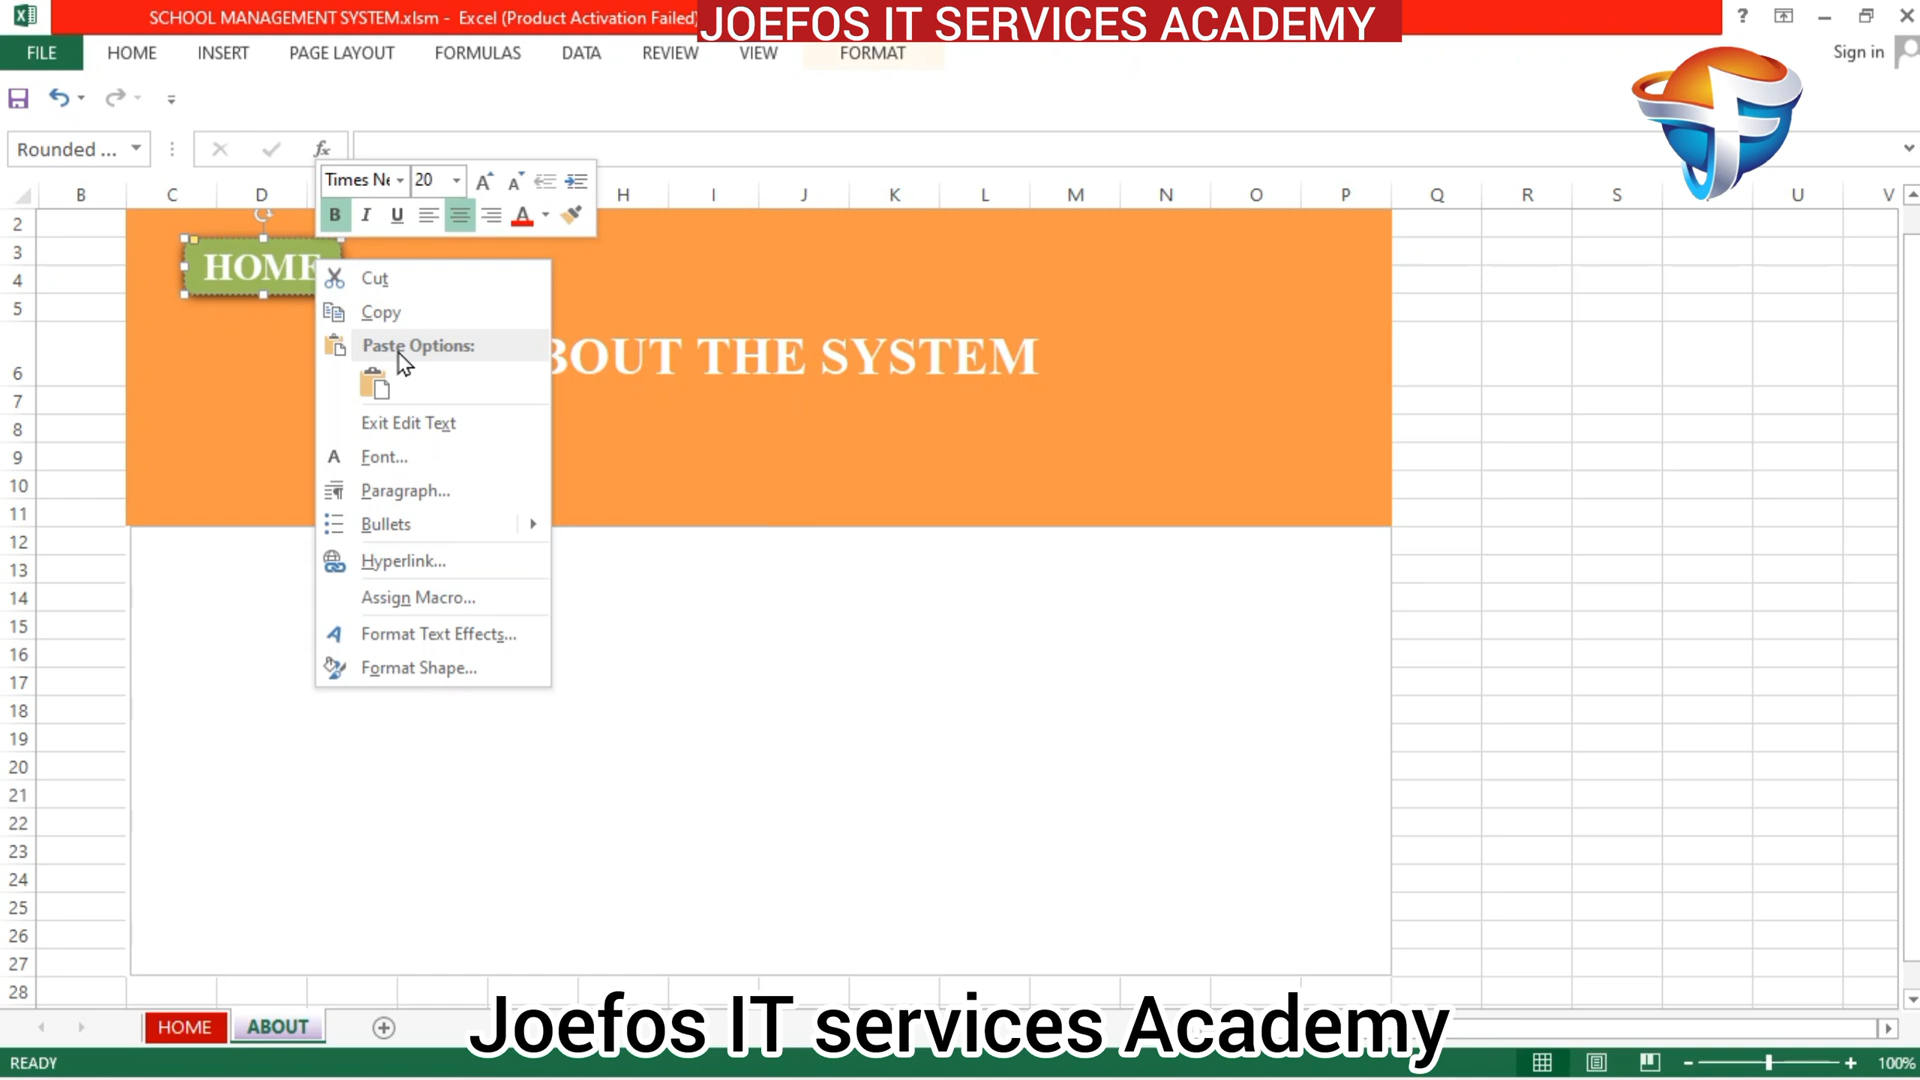 SCHOOL MANAGEMENT SYSTEM.xlsm - Excel (Product Activation Failed)
JOEFOS IT SERVICES ACADEMY
?
FILE HOME INSERT PAGE LAYOUT FORMULAS DATA REVIEW VIEW FORMAT
Sign in
Rounded ...
fx
Times Ne 20
B I U A
B C D H I J K L M N O P Q R S U V
2
3
4
5
6
7
8
9
10
11
12
13
14
15
16
17
18
19
20
21
22
23
24
25
26
27
28
HOME
BOUT THE SYSTEM
Cut
Copy
Paste Options:
Exit Edit Text
Font...
Paragraph...
Bullets
Hyperlink...
Assign Macro...
Format Text Effects...
Format Shape...
HOME ABOUT
Joefos IT services Academy
READY
100%